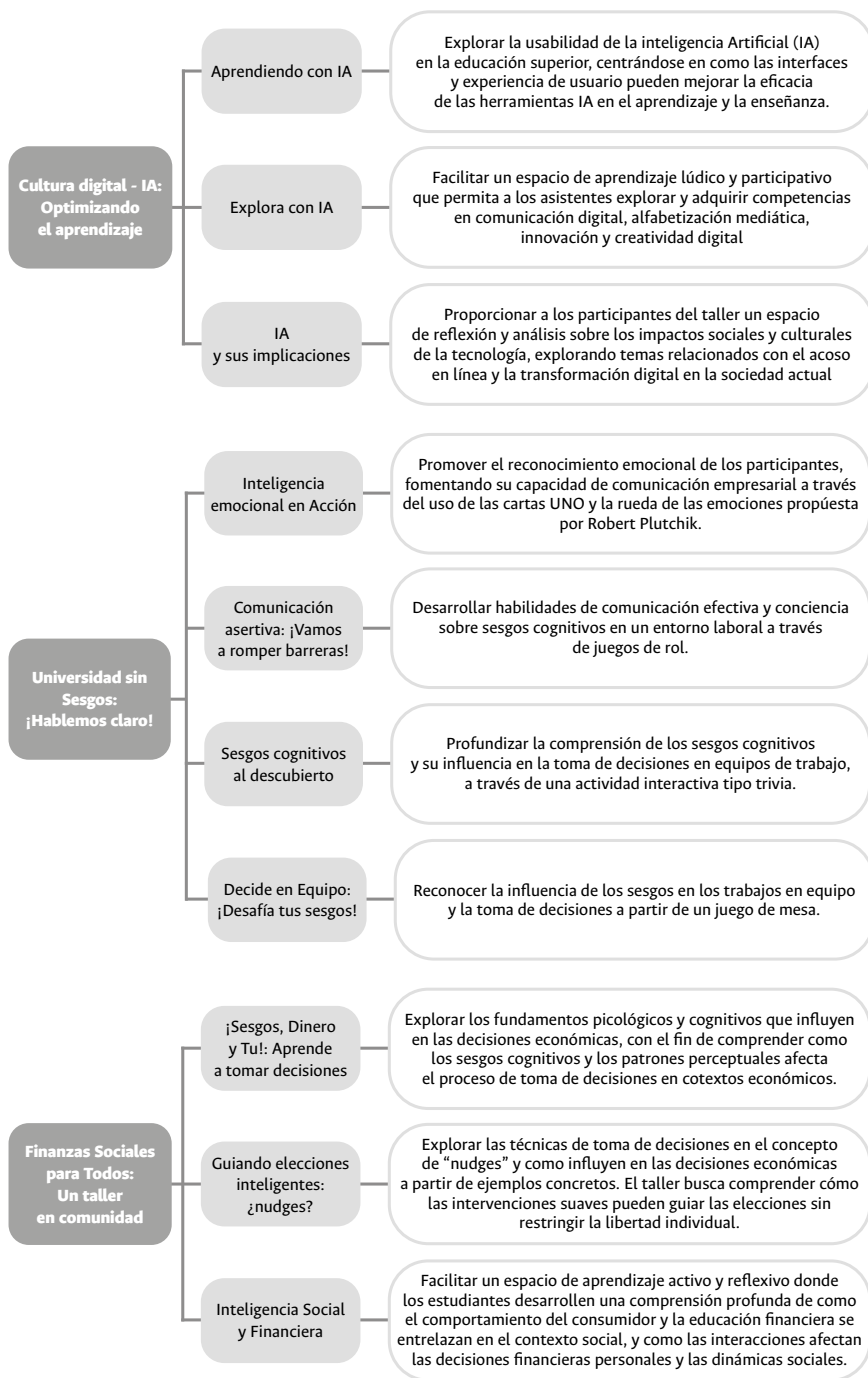 Cultura digital - IA:
Optimizando
el aprendizaje
Aprendiendo con IA
Explorar la usabilidad de la inteligencia Artificial (IA)
en la educación superior, centrándose en como las interfaces
y experiencia de usuario pueden mejorar la eficacia
de las herramientas IA en el aprendizaje y la enseñanza.
Explora con IA
Facilitar un espacio de aprendizaje lúdico y participativo
que permita a los asistentes explorar y adquirir competencias
en comunicación digital, alfabetización mediática,
innovación y creatividad digital
IA
y sus implicaciones
Proporcionar a los participantes del taller un espacio
de reflexión y análisis sobre los impactos sociales y culturales
de la tecnología, explorando temas relacionados con el acoso
en línea y la transformación digital en la sociedad actual
Universidad sin
Sesgos:
¡Hablemos claro!
Inteligencia
emocional en Acción
Promover el reconocimiento emocional de los participantes,
fomentando su capacidad de comunicación empresarial a través
del uso de las cartas UNO y la rueda de las emociones propúesta
por Robert Plutchik.
Comunicación
asertiva: ¡Vamos
a romper barreras!
Desarrollar habilidades de comunicación efectiva y conciencia
sobre sesgos cognitivos en un entorno laboral a través
de juegos de rol.
Sesgos cognitivos
al descubierto
Profundizar la comprensión de los sesgos cognitivos
y su influencia en la toma de decisiones en equipos de trabajo,
a través de una actividad interactiva tipo trivia.
Decide en Equipo:
¡Desafía tus sesgos!
Reconocer la influencia de los sesgos en los trabajos en equipo
y la toma de decisiones a partir de un juego de mesa.
Finanzas Sociales
para Todos:
Un taller
en comunidad
¡Sesgos, Dinero
y Tu!: Aprende
a tomar decisiones
Explorar los fundamentos picológicos y cognitivos que influyen
en las decisiones económicas, con el fin de comprender como
los sesgos cognitivos y los patrones perceptuales afecta
el proceso de toma de decisiones en cotextos económicos.
Guiando elecciones
inteligentes:
¿nudges?
Explorar las técnicas de toma de decisiones en el concepto
de “nudges” y como influyen en las decisiones económicas
a partir de ejemplos concretos. El taller busca comprender cómo
las intervenciones suaves pueden guiar las elecciones sin
restringir la libertad individual.
Inteligencia Social
y Financiera
Facilitar un espacio de aprendizaje activo y reflexivo donde
los estudiantes desarrollen una comprensión profunda de como
el comportamiento del consumidor y la educación financiera se
entrelazan en el contexto social, y como las interacciones afectan
las decisiones financieras personales y las dinámicas sociales.